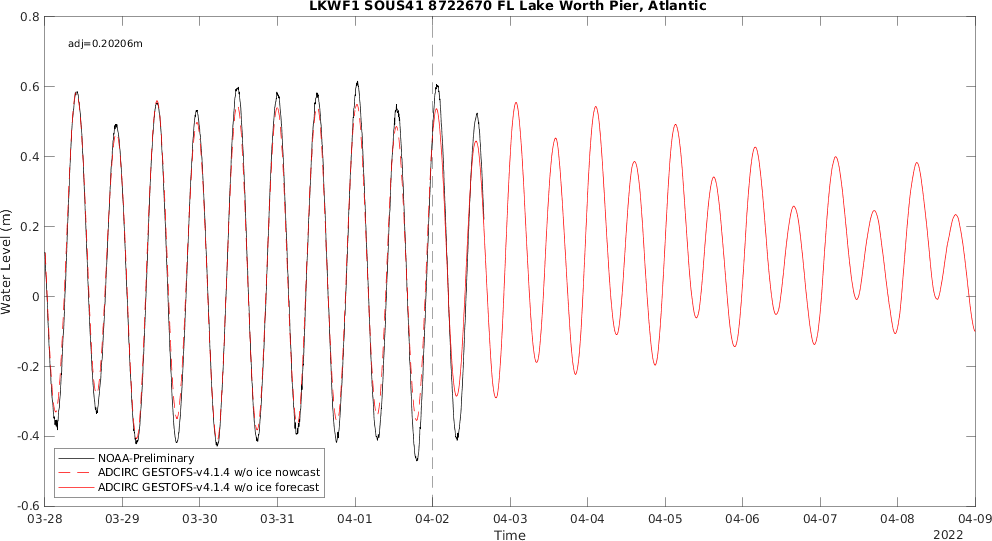 LKWF1 SOUS41 8722670 FL Lake Worth Pier, Atlantic
adj=0.20206m
0.8
0.6
0.4
0.2
0
-0.2
-0.4
-0.6
Water Level (m)
NOAA-Preliminary
ADCIRC GESTOFS-v4.1.4 w/o ice nowcast
ADCIRC GESTOFS-v4.1.4 w/o ice forecast
03-28 03-29 03-30 03-31 04-01 04-02 04-03 04-04 04-05 04-06 04-07 04-08 04-09
Time
2022